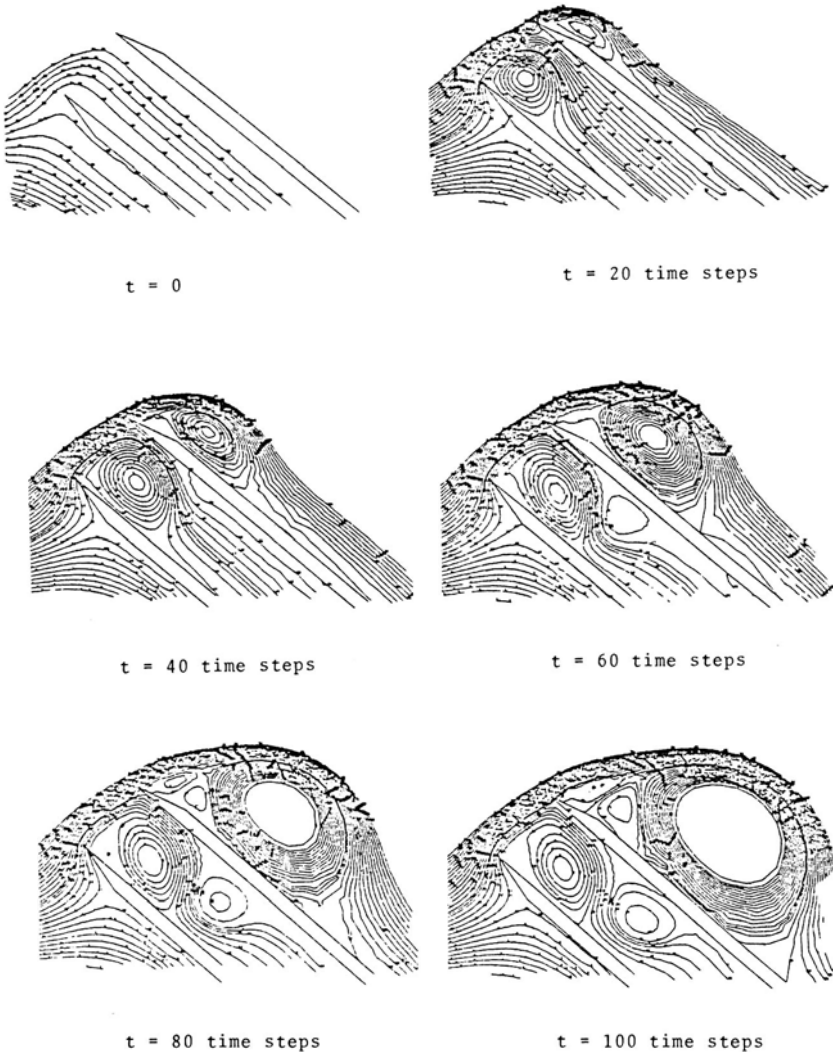 t = 0
t = 20 time steps
t = 40 time steps
t = 60 time steps
t = 80 time steps
t = 100 time steps